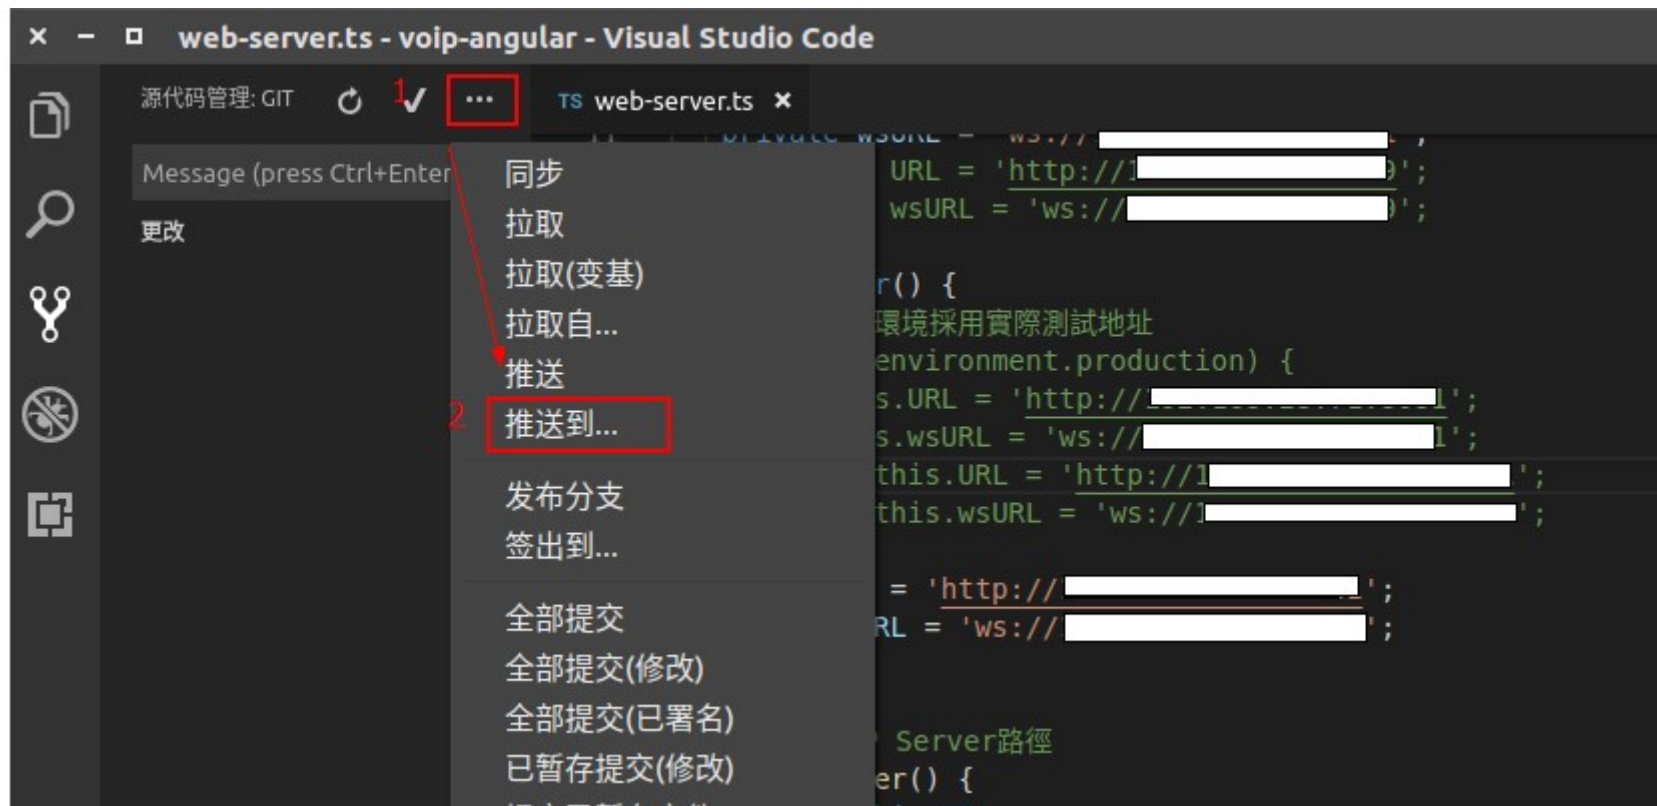 web-server.ts - voip-angular - Visual Studio Code
源代码管理: GIT
1
TS web-server.ts
Message (press Ctrl+Enter
更改
同步
拉取
拉取(变基)
拉取自...
推送
2
推送到...
发布分支
签出到...
全部提交
全部提交(修改)
全部提交(已署名)
已暂存提交(修改)
private wsURL = 'ws://
URL = 'http://1 ';
wsURL = 'ws:// ';
r() {
環境採用實際測試地址
environment.production) {
s.URL = 'http:// ';
s.wsURL = 'ws:// 1';
this.URL = 'http://1 ';
this.wsURL = 'ws://1 ';
= 'http:// ';
RL = 'ws:// ';
Server路徑
er() {